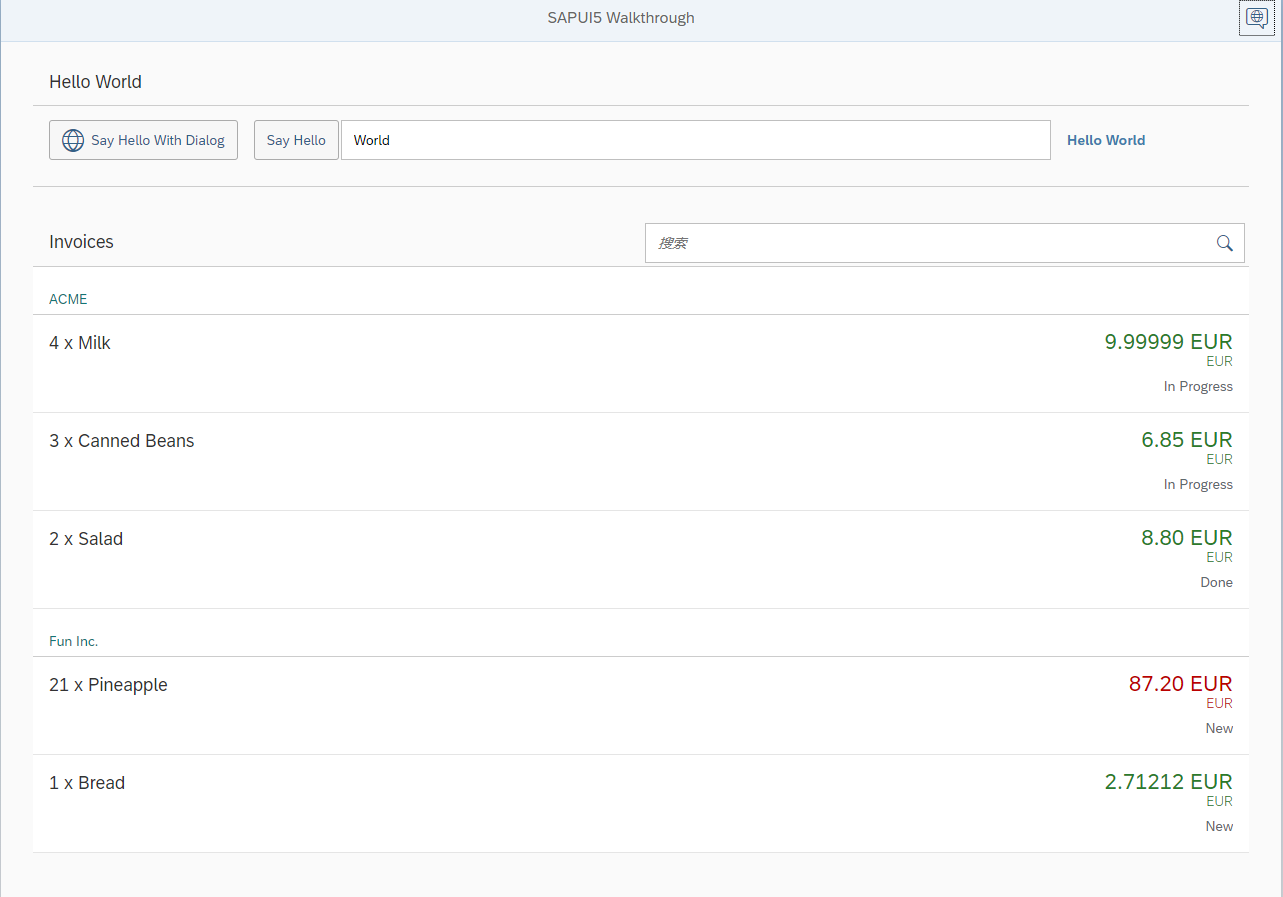 SAPUI5 Walkthrough
Hello World
Say Hello With Dialog
Say Hello
World
Hello World
Invoices
搜索
ACME
4 x Milk
9.99999 EUR
EUR
In Progress
3 x Canned Beans
6.85 EUR
EUR
In Progress
2 x Salad
8.80 EUR
EUR
Done
Fun Inc.
21 x Pineapple
87.20 EUR
EUR
New
1 x Bread
2.71212 EUR
EUR
New